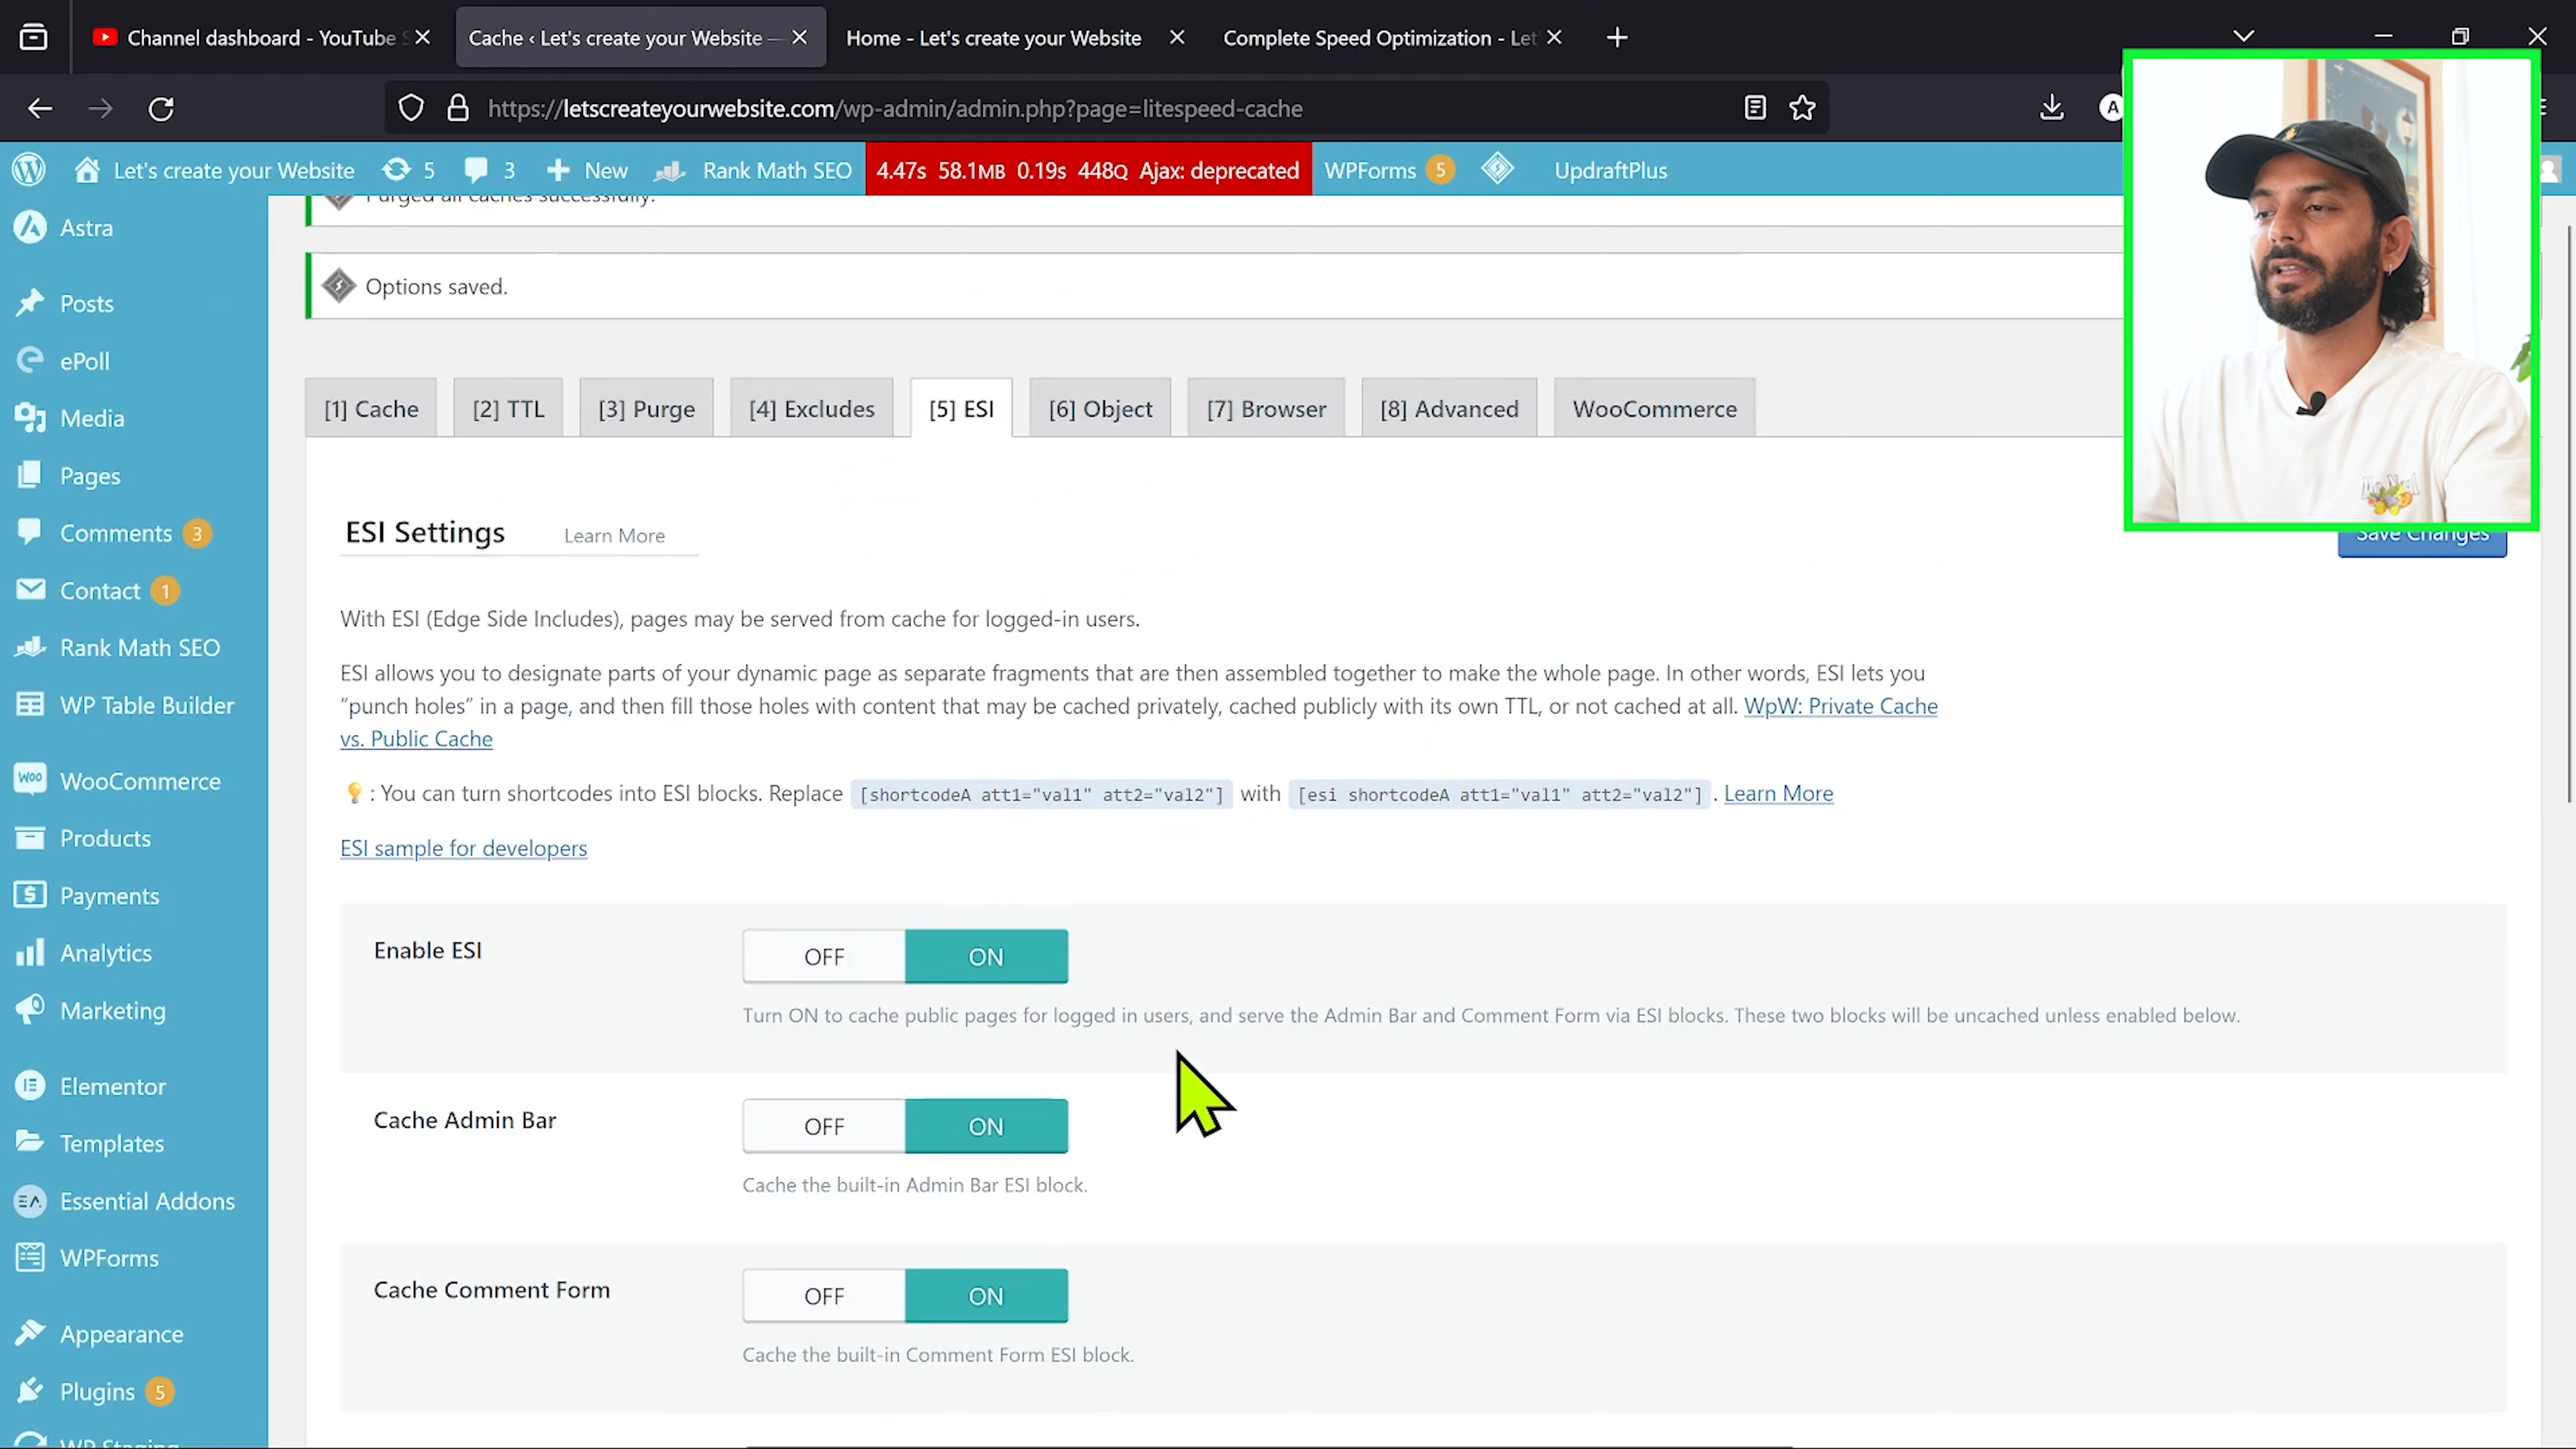 Channel dashboard - YouTube S
Cache ‹ Let's create your Website —
Home - Let's create your Website
Complete Speed Optimization - Let'
https://letscreateyourwebsite.com/wp-admin/admin.php?page=litespeed-cache
A
Let's create your Website 5 3 New Rank Math SEO 4.47s 58.1MB 0.19s 448Q Ajax: deprecated WPForms 5 UpdraftPlus
Astra
Posts
ePoll
Media
Pages
Comments 3
Contact 1
Rank Math SEO
WP Table Builder
Woo WooCommerce
Products
Payments
Analytics
Marketing
Elementor
Templates
Essential Addons
WPForms
Appearance
Plugins 5
WP Staging
Purged all caches successfully.
Options saved.
[1] Cache [2] TTL [3] Purge [4] Excludes [5] ESI [6] Object [7] Browser [8] Advanced WooCommerce
ESI Settings Learn More
Save Changes
With ESI (Edge Side Includes), pages may be served from cache for logged-in users.
ESI allows you to designate parts of your dynamic page as separate fragments that are then assembled together to make the whole page. In other words, ESI lets you
“punch holes” in a page, and then fill those holes with content that may be cached privately, cached publicly with its own TTL, or not cached at all. WpW: Private Cache
vs. Public Cache
: You can turn shortcodes into ESI blocks. Replace [shortcodeA att1="val1" att2="val2"] with [esi shortcodeA att1="val1" att2="val2"] . Learn More
ESI sample for developers
Enable ESI OFF ON
Turn ON to cache public pages for logged in users, and serve the Admin Bar and Comment Form via ESI blocks. These two blocks will be uncached unless enabled below.
Cache Admin Bar OFF ON
Cache the built-in Admin Bar ESI block.
Cache Comment Form OFF ON
Cache the built-in Comment Form ESI block.